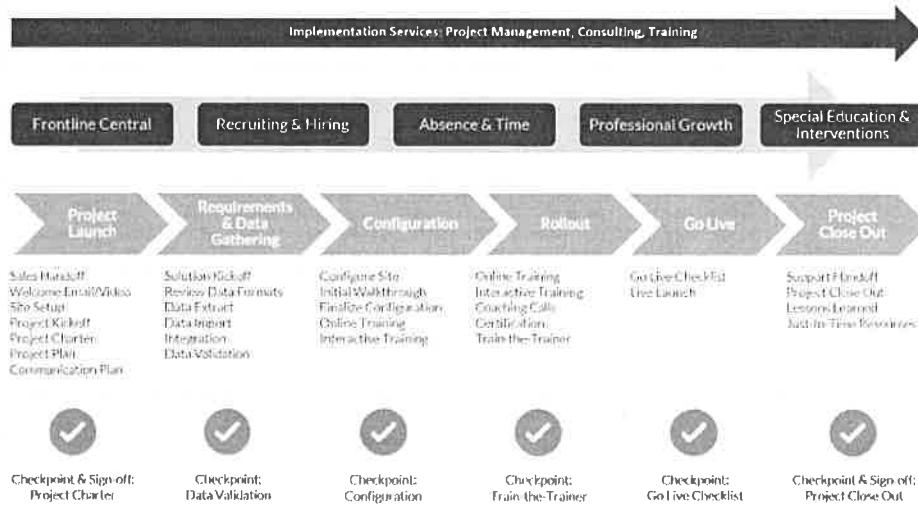 Implementation Services: Project Management, Consulting, Training
Frontline Central
Recruiting & Hiring
Absence & Time
Professional Growth
Special Education &
Interventions
Project
Launch
Requirements
& Data
Gathering
Configuration
Rollout
Go Live
Project
Close Out
Sales Handoff
Welcome Email/Video
Site Setup
Project Kickoff
Project Charter
Project Plan
Communication Plan
Solution Kickoff
Review Data Formats
Data Extract
Data Import
Integration
Data Validation
Configure Site
Initial Walkthrough
Finalize Configuration
Online Training
Interactive Training
Online Training
Interactive Training
Coaching Calls
Certification
Train-the-Trainer
Go Live Checklist
Live Launch
Support Handoff
Project Close Out
Lessons Learned
Just-In-Time Resources
Checkpoint & Sign-off:
Project Charter
Checkpoint:
Data Validation
Checkpoint:
Configuration
Checkpoint:
Train-the-Trainer
Checkpoint:
Go Live Checklist
Checkpoint & Sign-off:
Project Close Out